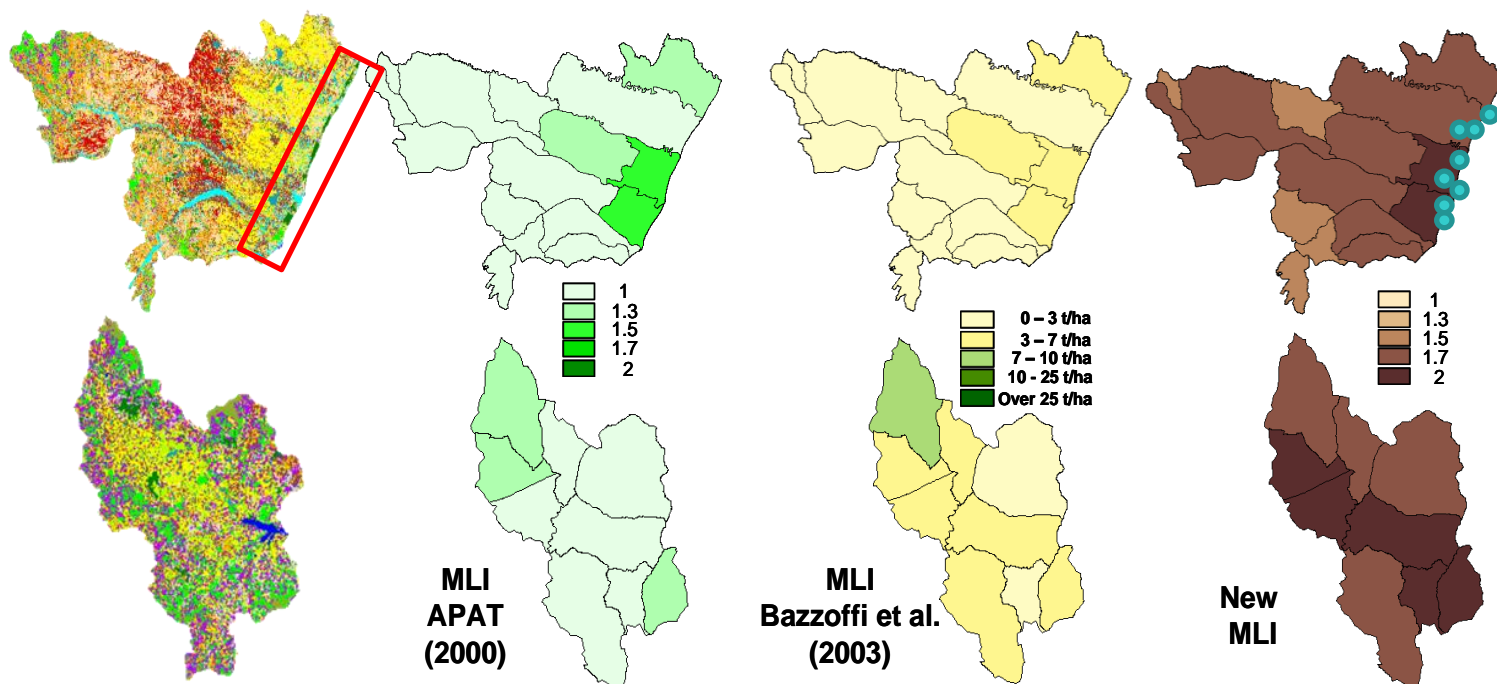 1
1.3
1.5
1.7
2
0 – 3 t/ha
3 – 7 t/ha
7 – 10 t/ha
10 - 25 t/ha
Over 25 t/ha
1
1.3
1.5
1.7
2
MLI
APAT
(2000)
MLI
Bazzoffi et al.
(2003)
New
MLI